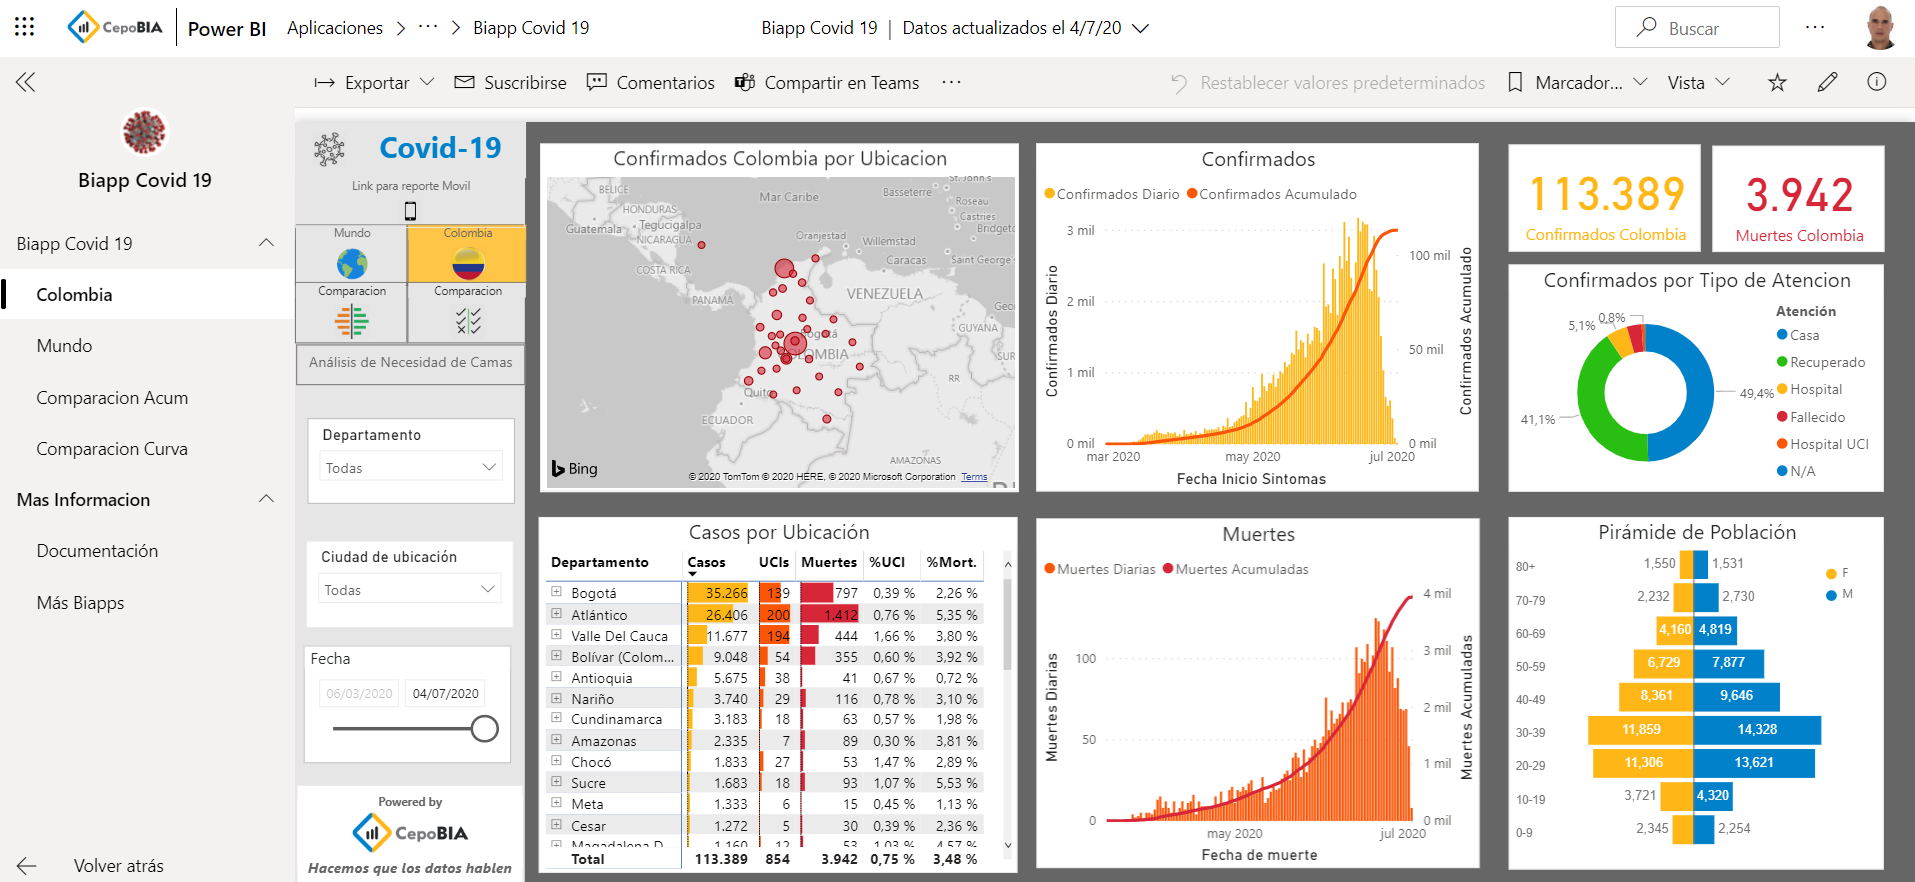 CepoBIA Power BI Aplicaciones > ··· > Biapp Covid 19
Biapp Covid 19 | Datos actualizados el 4/7/20
Buscar
Exportar Suscribirse Comentarios Compartir en Teams ···
Restablecer valores predeterminados Marcador... Vista
Biapp Covid 19
Biapp Covid 19
Colombia
Mundo
Comparacion Acum
Comparacion Curva
Mas Informacion
Documentación
Más Biapps
Volver atrás
Covid-19
Link para reporte Movil
Mundo Colombia
Comparacion Comparacion
Análisis de Necesidad de Camas
Departamento
Todas
Ciudad de ubicación
Todas
Fecha
06/03/2020 04/07/2020
Powered by
CepoBIA
Hacemos que los datos hablen
Confirmados Colombia por Ubicacion
BELICE
Mar Caribe
Basseterre
St. John's
Roseau
Castries
Bridgeto
HONDURAS
Guatemala
Tegucigalpa
NICARAGUA
Oranjestad
Willemstad
Caracas
Saint George's
COSTA RICA
PANAMÁ
VENEZUELA
Geor
GUYANA
SUR
Bogotá
OLOMBIA
RR
Quito
ECUADOR
AMAZONAS
Bing
© 2020 TomTom © 2020 HERE, © 2020 Microsoft Corporation Terms
Confirmados
Confirmados Diario Confirmados Acumulado
Confirmados Diario
3 mil
2 mil
1 mil
0 mil
100 mil
50 mil
0 mil
Confirmados Acumulado
mar 2020 may 2020 jul 2020
Fecha Inicio Sintomas
113.389
Confirmados Colombia
3.942
Muertes Colombia
Confirmados por Tipo de Atencion
5,1% 0,8%
49,4%
41,1%
Atención
Casa
Recuperado
Hospital
Fallecido
Hospital UCI
N/A
Casos por Ubicación
Departamento Casos UCIs Muertes %UCI %Mort.
Bogotá 35.266 139 797 0,39 % 2,26 %
Atlántico 26.406 200 1.412 0,76 % 5,35 %
Valle Del Cauca 11.677 194 444 1,66 % 3,80 %
Bolívar (Colom... 9.048 54 355 0,60 % 3,92 %
Antioquia 5.675 38 41 0,67 % 0,72 %
Nariño 3.740 29 116 0,78 % 3,10 %
Cundinamarca 3.183 18 63 0,57 % 1,98 %
Amazonas 2.335 7 89 0,30 % 3,81 %
Chocó 1.833 27 53 1,47 % 2,89 %
Sucre 1.683 18 93 1,07 % 5,53 %
Meta 1.333 6 15 0,45 % 1,13 %
Cesar 1.272 5 30 0,39 % 2,36 %
Magdalena D 1.160 12 53 1,03 % 4,57 %
Total 113.389 854 3.942 0,75 % 3,48 %
Muertes
Muertes Diarias Muertes Acumuladas
Muertes Diarias
100
50
0
4 mil
3 mil
2 mil
1 mil
0 mil
Muertes Acumuladas
may 2020 jul 2020
Fecha de muerte
Pirámide de Población
F
M
80+ 1,550 1,531
70-79 2,232 2,730
60-69 4,160 4,819
50-59 6,729 7,877
40-49 8,361 9,646
30-39 11,859 14,328
20-29 11,306 13,621
10-19 3,721 4,320
0-9 2,345 2,254